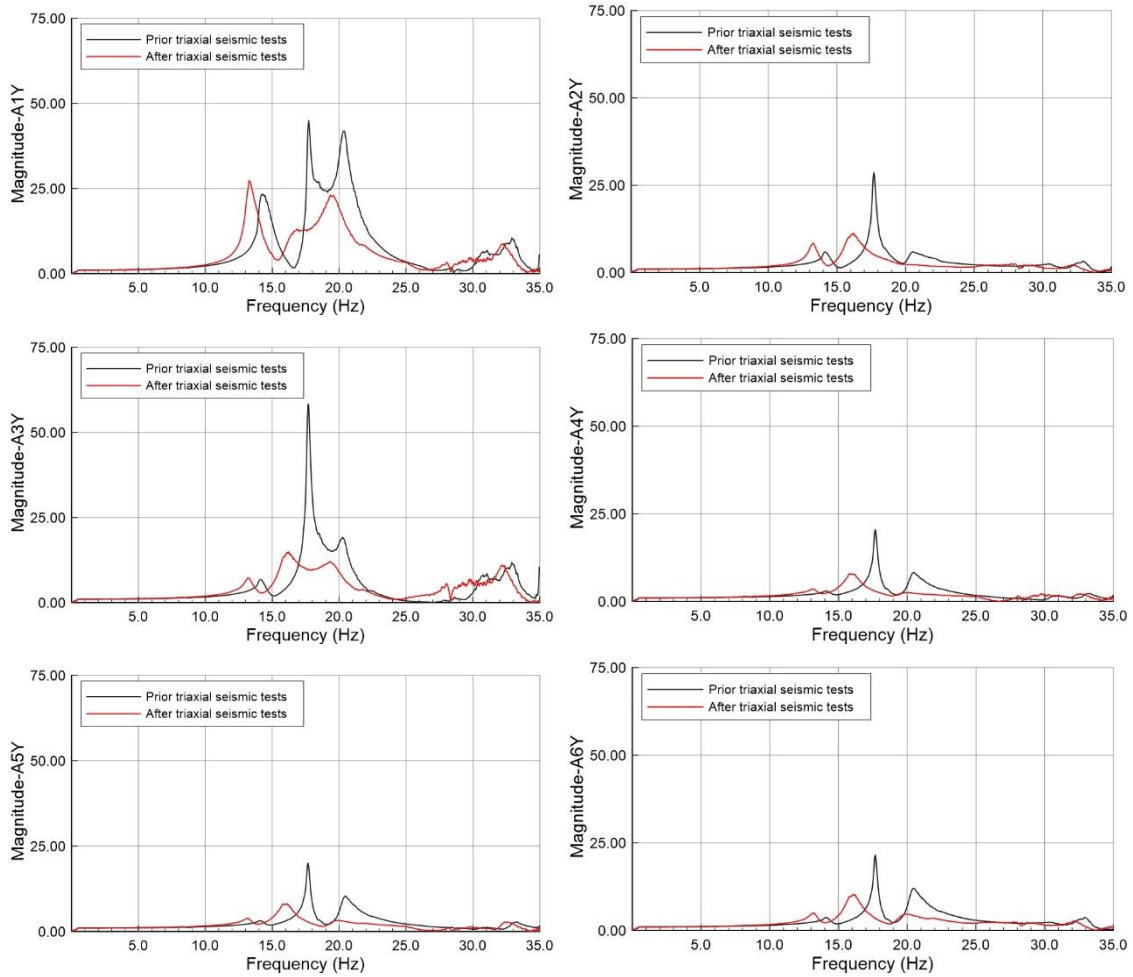 75.00
Prior triaxial seismic tests
After triaxial seismic tests
50.00
Magnitude-A1Y
25.00
0.00
5.0 10.0 15.0 20.0 25.0 30.0 35.0
Frequency (Hz)
75.00
Prior triaxial seismic tests
After triaxial seismic tests
50.00
Magnitude-A2Y
25.00
0.00
5.0 10.0 15.0 20.0 25.0 30.0 35.0
Frequency (Hz)
75.00
Prior triaxial seismic tests
After triaxial seismic tests
50.00
Magnitude-A3Y
25.00
0.00
5.0 10.0 15.0 20.0 25.0 30.0 35.0
Frequency (Hz)
75.00
Prior triaxial seismic tests
After triaxial seismic tests
50.00
Magnitude-A4Y
25.00
0.00
5.0 10.0 15.0 20.0 25.0 30.0 35.0
Frequency (Hz)
75.00
Prior triaxial seismic tests
After triaxial seismic tests
50.00
Magnitude-A5Y
25.00
0.00
5.0 10.0 15.0 20.0 25.0 30.0 35.0
Frequency (Hz)
75.00
Prior triaxial seismic tests
After triaxial seismic tests
50.00
Magnitude-A6Y
25.00
0.00
5.0 10.0 15.0 20.0 25.0 30.0 35.0
Frequency (Hz)